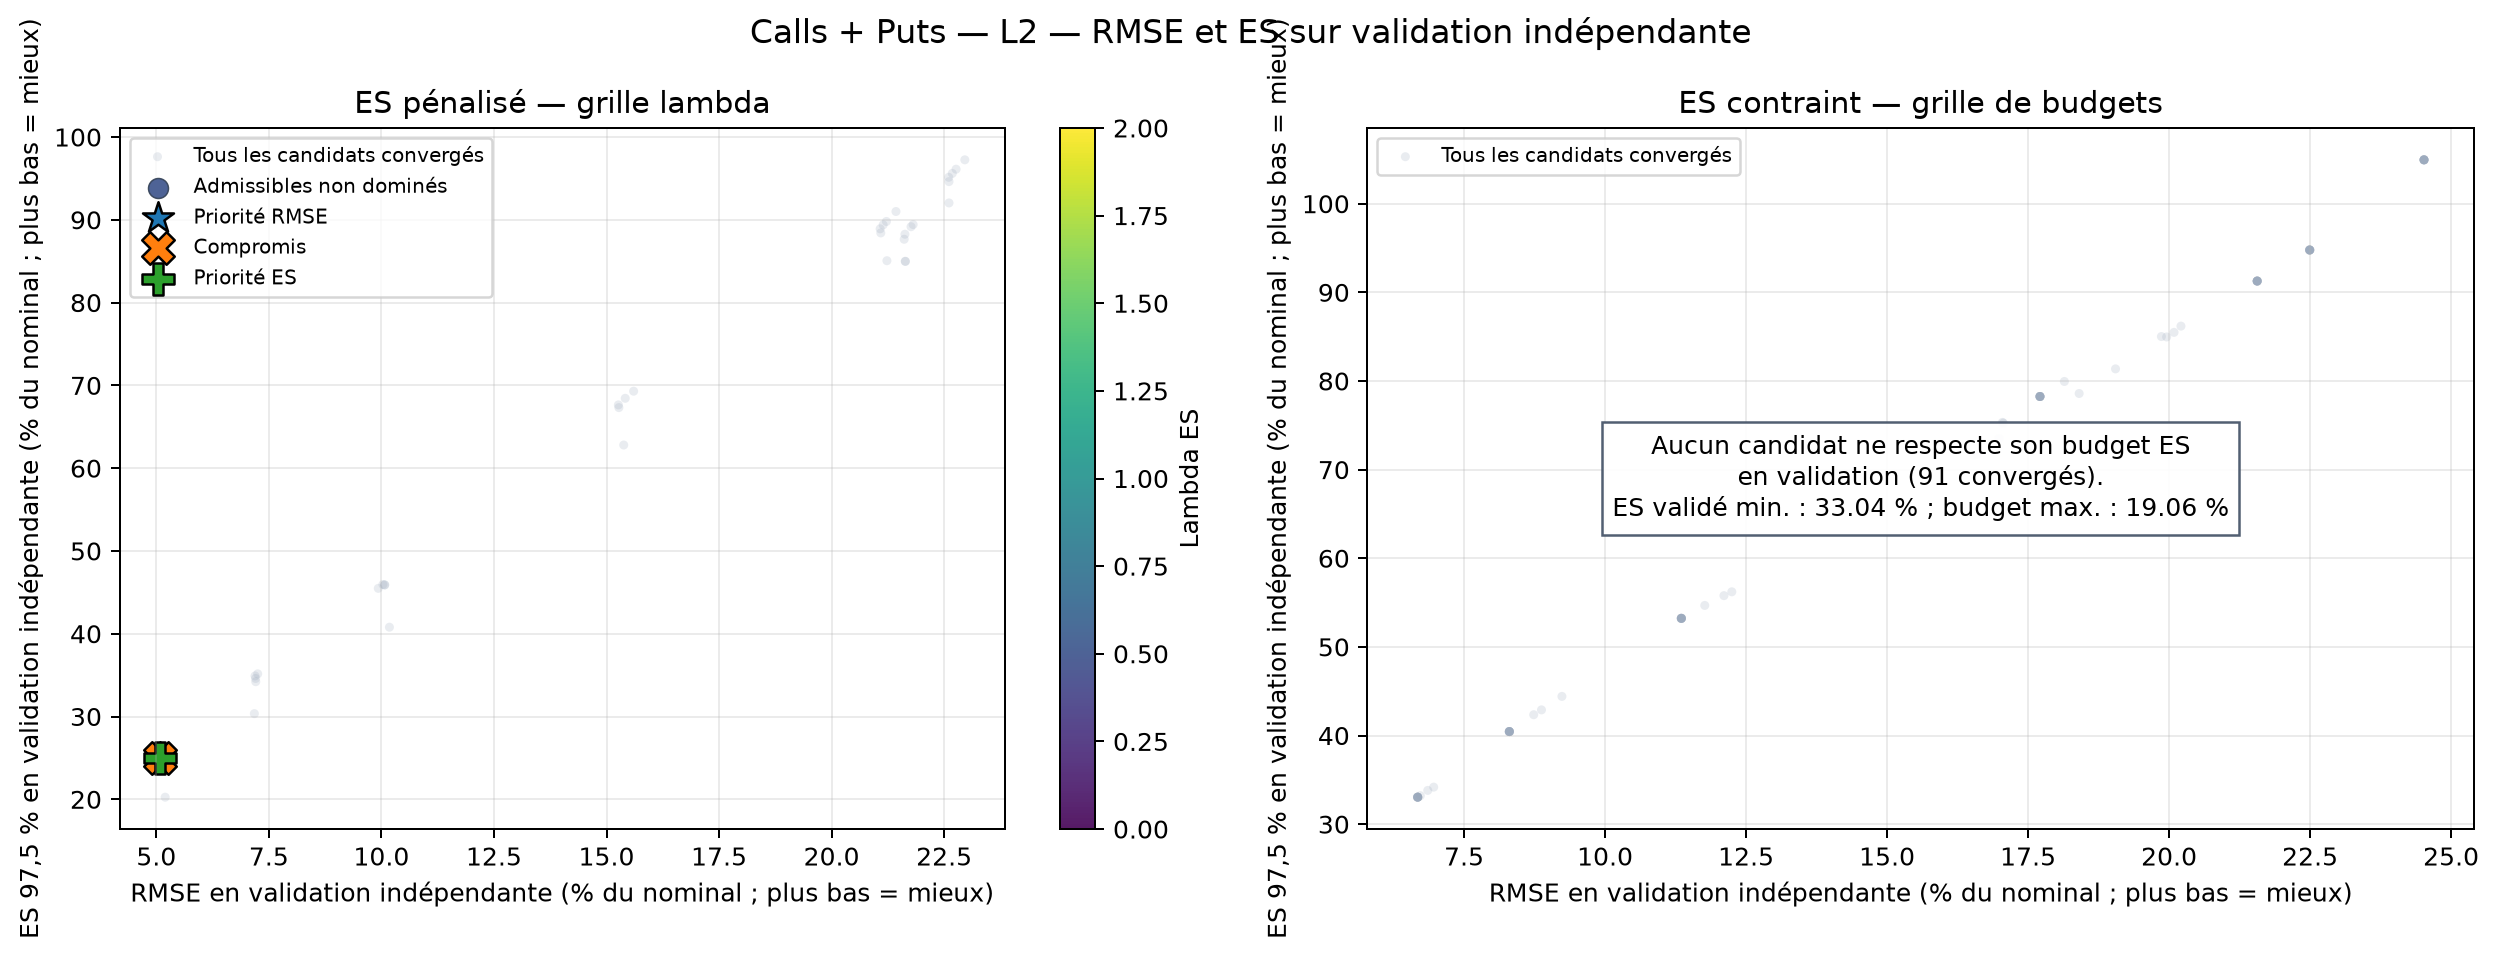 Calls + Puts — L2 — RMSE et ES sur validation indépendante
ES pénalisé — grille lambda
ES 97,5 % en validation indépendante (% du nominal ; plus bas = mieux)
100
90
80
70
60
50
40
30
20
Tous les candidats convergés
Admissibles non dominés
Priorité RMSE
Compromis
Priorité ES
5.0 7.5 10.0 12.5 15.0 17.5 20.0 22.5
RMSE en validation indépendante (% du nominal ; plus bas = mieux)
2.00
1.75
1.50
1.25
1.00
0.75
0.50
0.25
0.00
Lambda ES
ES contraint — grille de budgets
ES 97,5 % en validation indépendante (% du nominal ; plus bas = mieux)
100
90
80
70
60
50
40
30
Tous les candidats convergés
Aucun candidat ne respecte son budget ES
en validation (91 convergés).
ES validé min. : 33.04 % ; budget max. : 19.06 %
7.5 10.0 12.5 15.0 17.5 20.0 22.5 25.0
RMSE en validation indépendante (% du nominal ; plus bas = mieux)